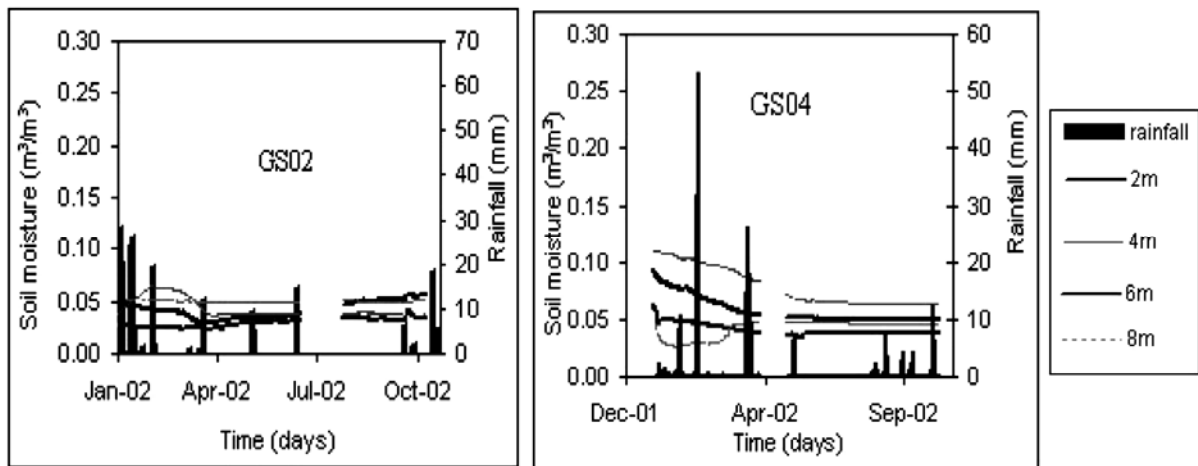 0.30
0.25
0.20
0.15
0.10
0.05
0.00
Soil moisture (m³/m³)
GS02
70
60
50
40
30
20
10
0
Rainfall (mm)
Jan-02 Apr-02 Jul-02 Oct-02
Time (days)
0.30
0.25
0.20
0.15
0.10
0.05
0.00
Soil moisture (m³/m³)
GS04
60
50
40
30
20
10
0
Rainfall (mm)
Dec-01 Apr-02 Sep-02
Time (days)
rainfall
2m
4m
6m
8m